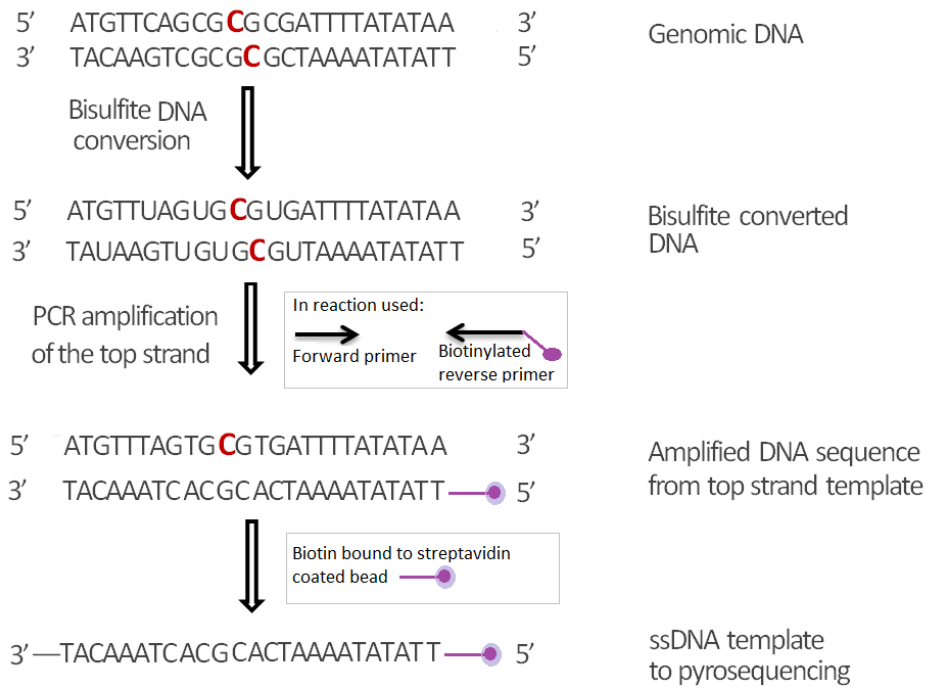 5’ ATGTTCAGCGCGCGATTTTATATAA 3’
Genomic DNA
3’ TACAAGTCGCGCGCTAAAATATATT 5’
Bisulfite DNA
conversion
5’ ATGTTUAGUGCGUGATTTTATATAA 3’
Bisulfite converted
DNA
3’ TAUAAGTUGUGCGUTAAAATATATT 5’
PCR amplification
of the top strand
In reaction used:
Forward primer
Biotinylated
reverse primer
5’ ATGTTTAGTGCGTGATTTTATATAA 3’
Amplified DNA sequence
from top strand template
3’ TACAAATCACGCACTAAAATATATT 5’
Biotin bound to streptavidin
coated bead
3’ —TACAAATCACGCACTAAAATATATT 5’
ssDNA template
to pyrosequencing